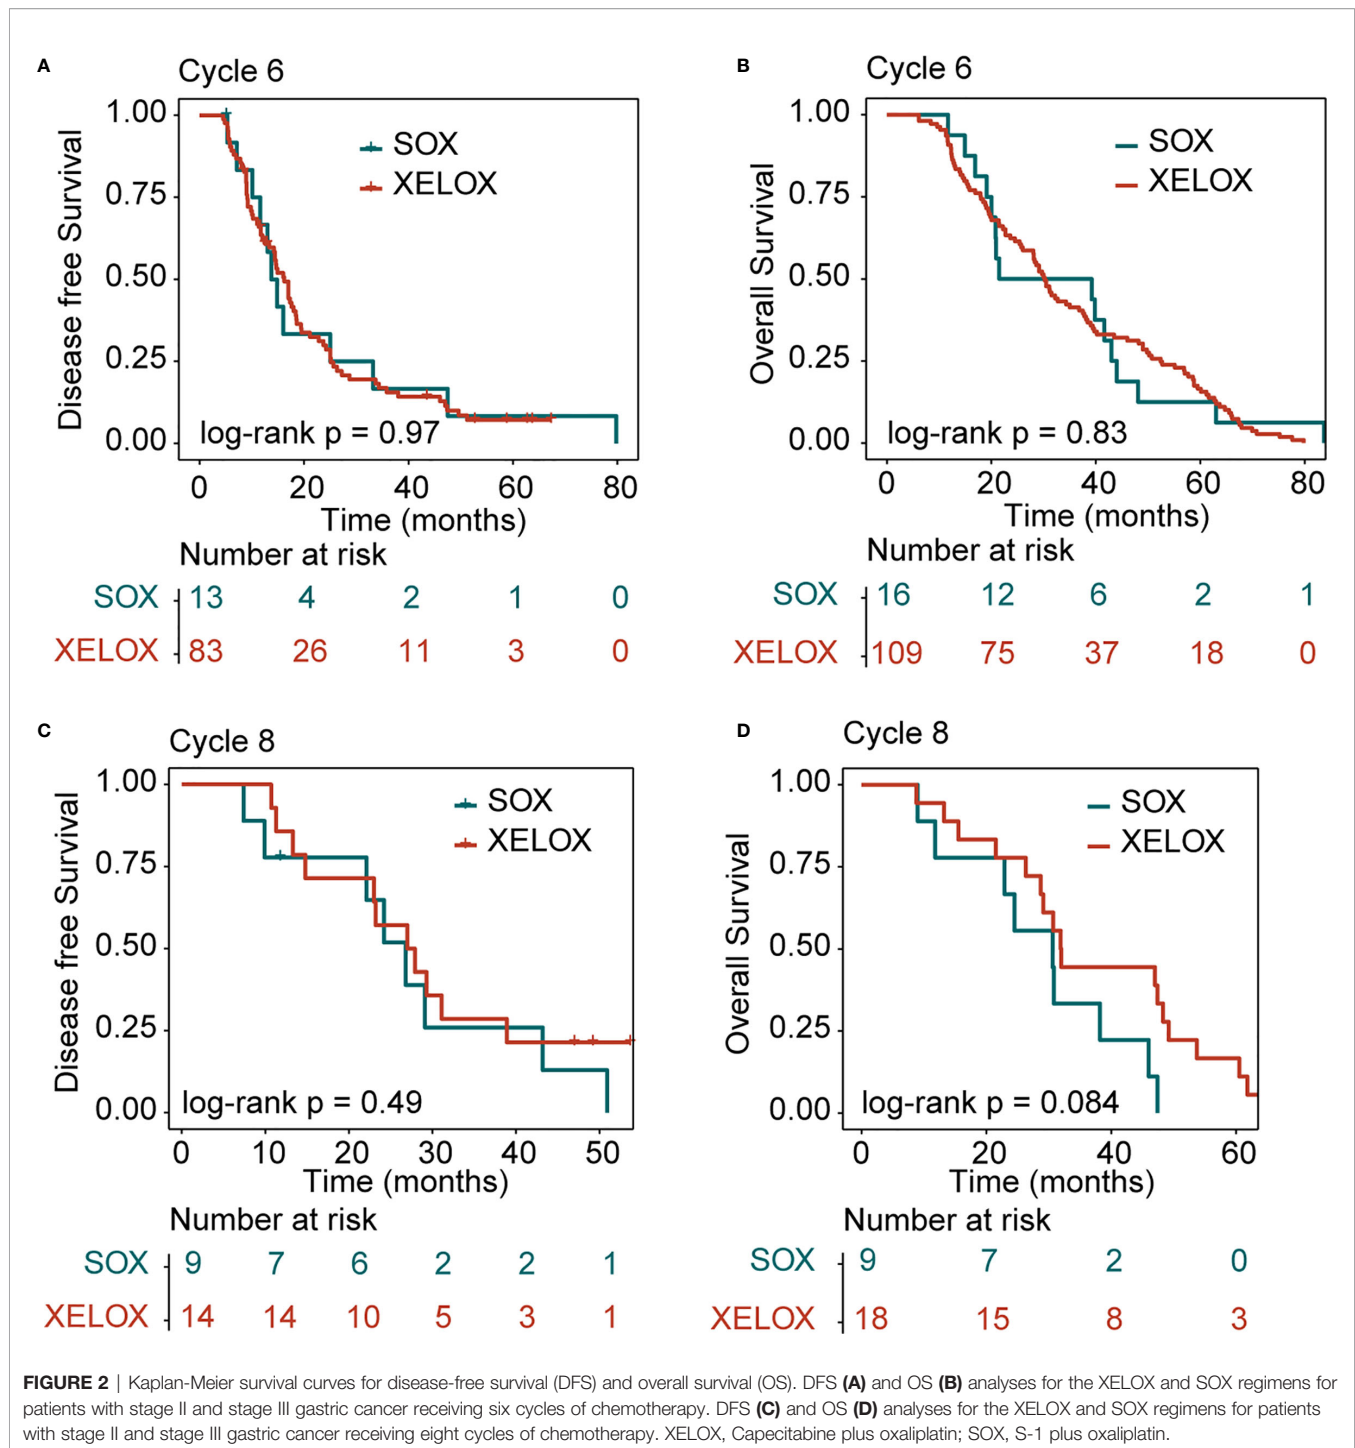 A
Cycle 6
Disease free Survival
1.00
0.75
0.50
0.25
0.00
SOX
XELOX
log-rank p = 0.97
0 20 40 60 80
Time (months)
Number at risk
SOX 13 4 2 1 0
XELOX 83 26 11 3 0
B
Cycle 6
Overall Survival
1.00
0.75
0.50
0.25
0.00
SOX
XELOX
log-rank p = 0.83
0 20 40 60 80
Time (months)
Number at risk
SOX 16 12 6 2 1
XELOX 109 75 37 18 0
C
Cycle 8
Disease free Survival
1.00
0.75
0.50
0.25
0.00
SOX
XELOX
log-rank p = 0.49
0 10 20 30 40 50
Time (months)
Number at risk
SOX 9 7 6 2 2 1
XELOX 14 14 10 5 3 1
D
Cycle 8
Overall Survival
1.00
0.75
0.50
0.25
0.00
SOX
XELOX
log-rank p = 0.084
0 20 40 60
Time (months)
Number at risk
SOX 9 7 2 0
XELOX 18 15 8 3
FIGURE 2 | Kaplan-Meier survival curves for disease-free survival (DFS) and overall survival (OS). DFS (A) and OS (B) analyses for the XELOX and SOX regimens for
patients with stage II and stage III gastric cancer receiving six cycles of chemotherapy. DFS (C) and OS (D) analyses for the XELOX and SOX regimens for patients
with stage II and stage III gastric cancer receiving eight cycles of chemotherapy. XELOX, Capecitabine plus oxaliplatin; SOX, S-1 plus oxaliplatin.